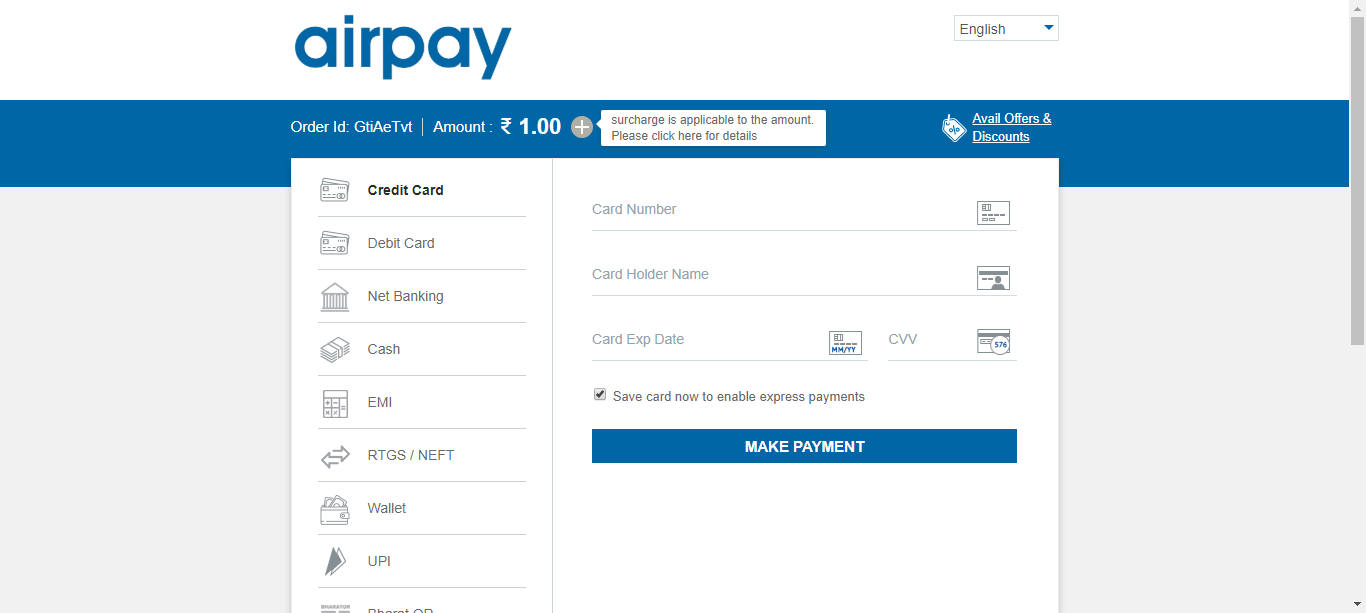 airpay
English
Order Id: GtiAeTvt
Amount : ₹ 1.00
surcharge is applicable to the amount.
Please click here for details
Avail Offers &
Discounts
Credit Card
Debit Card
Net Banking
Cash
EMI
RTGS / NEFT
Wallet
UPI
BHARATQR
Bharat QR
Card Number
Card Holder Name
Card Exp Date
MM/YY
CVV
576
Save card now to enable express payments
MAKE PAYMENT